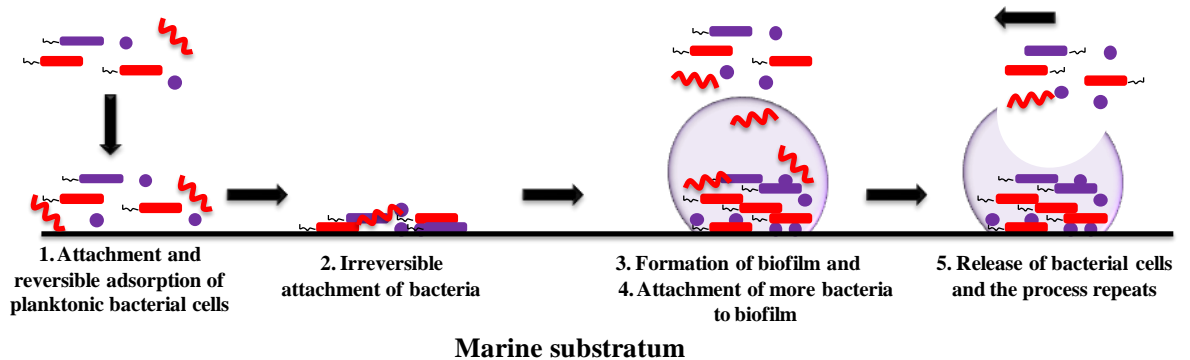 1. Attachment and
reversible adsorption of
planktonic bacterial cells
2. Irreversible
attachment of bacteria
3. Formation of biofilm and
4. Attachment of more bacteria
to biofilm
5. Release of bacterial cells
and the process repeats
Marine substratum